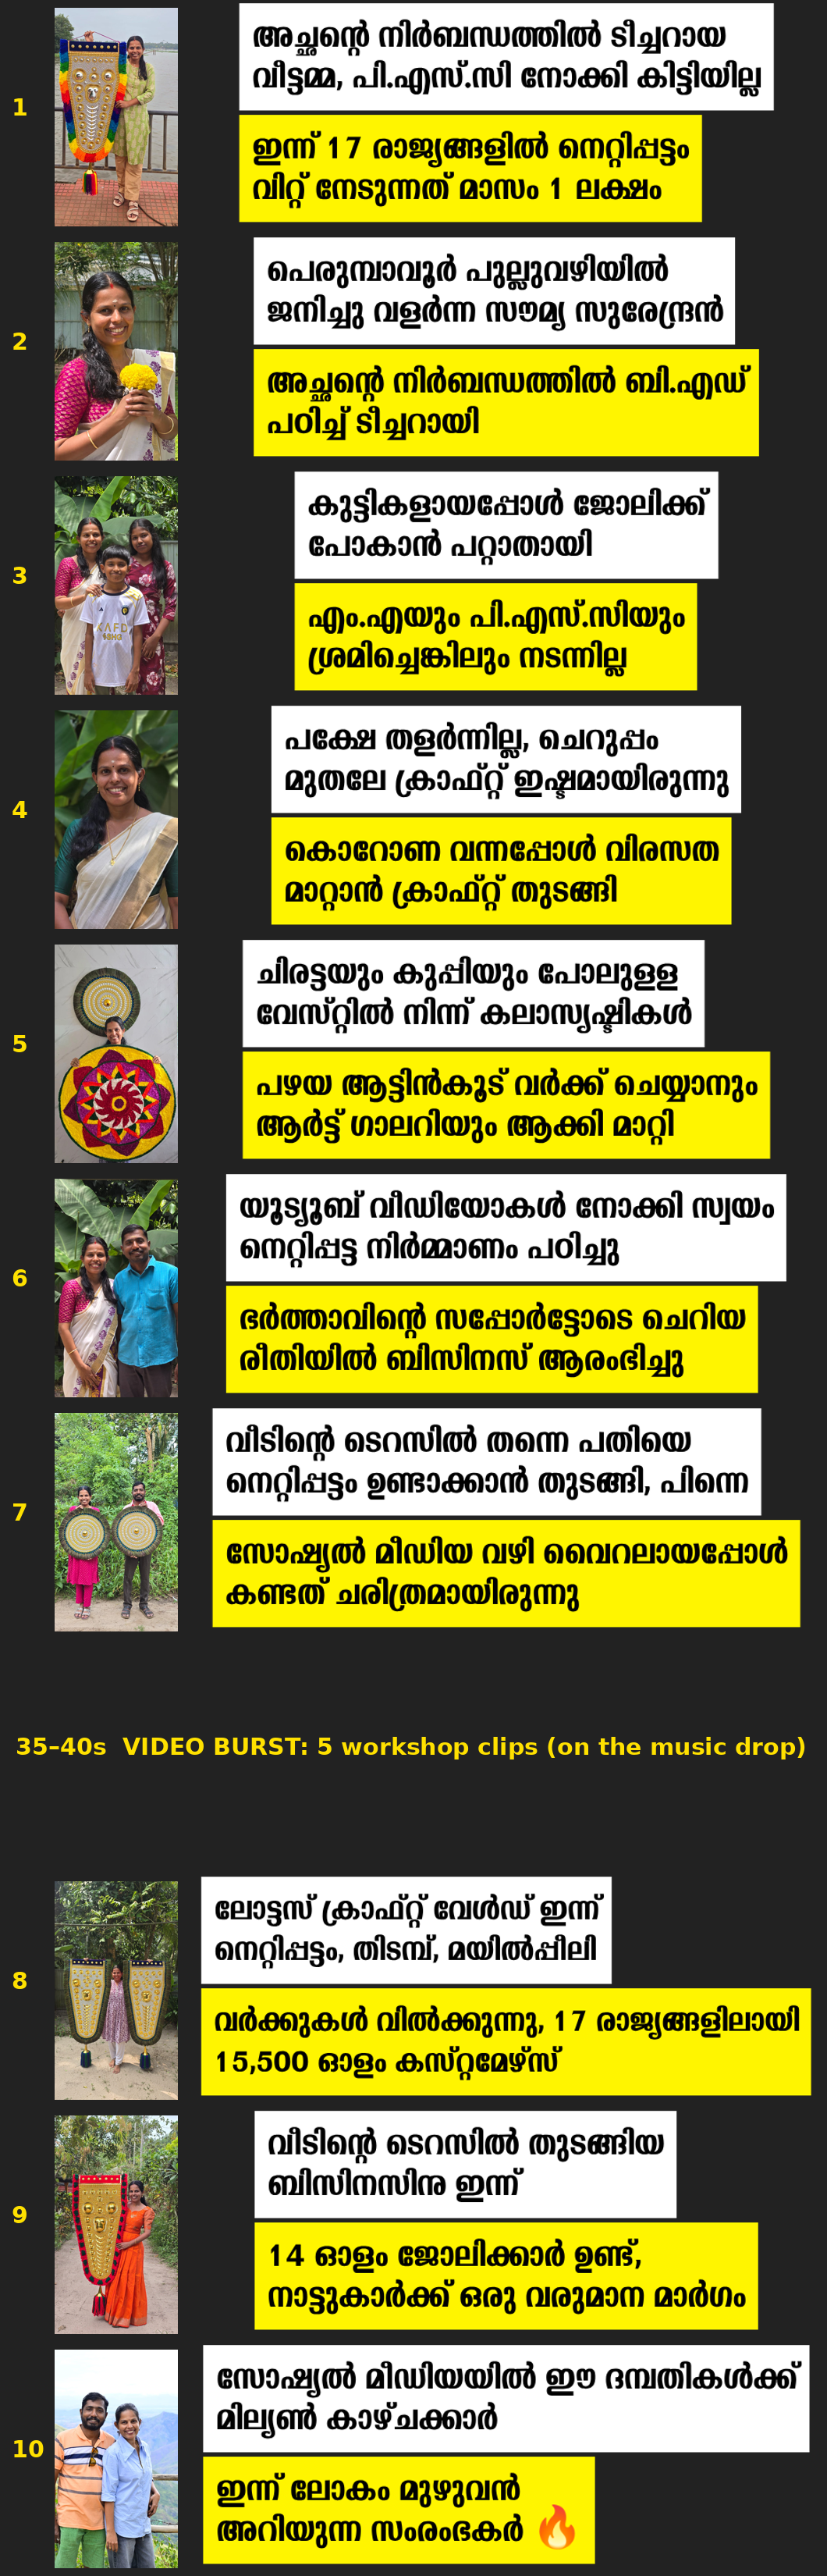 1
അച്ഛന്റെ നിർബന്ധത്തിൽ ടീച്ചറായ
വീട്ടമ്മ, പി.എസ്.സി നോക്കി കിട്ടിയില്ല
ഇന്ന് 17 രാജ്യങ്ങളിൽ നെറ്റിപ്പട്ടം
വിറ്റ് നേടുന്നത് മാസം 1 ലക്ഷം
2
പെരുമ്പാവൂർ പുല്ലുവഴിയിൽ
ജനിച്ചു വളർന്ന സൗമ്യ സുരേന്ദ്രൻ
അച്ഛന്റെ നിർബന്ധത്തിൽ ബി.എഡ്
പഠിച്ച് ടീച്ചറായി
3
കുട്ടികളായപ്പോൾ ജോലിക്ക്
പോകാൻ പറ്റാതായി
എം.എയും പി.എസ്.സിയും
ശ്രമിച്ചെങ്കിലും നടന്നില്ല
4
പക്ഷേ തളർന്നില്ല, ചെറുപ്പം
മുതലേ ക്രാഫ്റ്റ് ഇഷ്ടമായിരുന്നു
കൊറോണ വന്നപ്പോൾ വിരസത
മാറ്റാൻ ക്രാഫ്റ്റ് തുടങ്ങി
5
ചിരട്ടയും കുപ്പിയും പോലുള്ള
വേസ്റ്റിൽ നിന്ന് കലാസൃഷ്ടികൾ
പഴയ ആട്ടിൻകൂട് വർക്ക് ചെയ്യാനും
ആർട്ട് ഗാലറിയും ആക്കി മാറ്റി
6
യൂട്യൂബ് വീഡിയോകൾ നോക്കി സ്വയം
നെറ്റിപ്പട്ട നിർമ്മാണം പഠിച്ചു
ഭർത്താവിന്റെ സപ്പോർട്ടോടെ ചെറിയ
രീതിയിൽ ബിസിനസ് ആരംഭിച്ചു
7
വീടിന്റെ ടെറസിൽ തന്നെ പതിയെ
നെറ്റിപ്പട്ടം ഉണ്ടാക്കാൻ തുടങ്ങി, പിന്നെ
സോഷ്യൽ മീഡിയ വഴി വൈറലായപ്പോൾ
കണ്ടത് ചരിത്രമായിരുന്നു
35–40s VIDEO BURST: 5 workshop clips (on the music drop)
8
ലോട്ടസ് ക്രാഫ്റ്റ് വേൾഡ് ഇന്ന്
നെറ്റിപ്പട്ടം, തിടമ്പ്, മയിൽപ്പീലി
വർക്കുകൾ വിൽക്കുന്നു, 17 രാജ്യങ്ങളിലായി
15,500 ഓളം കസ്റ്റമേഴ്സ്
9
വീടിന്റെ ടെറസിൽ തുടങ്ങിയ
ബിസിനസിനു ഇന്ന്
14 ഓളം ജോലിക്കാർ ഉണ്ട്,
നാട്ടുകാർക്ക് ഒരു വരുമാന മാർഗം
10
സോഷ്യൽ മീഡിയയിൽ ഈ ദമ്പതികൾക്ക്
മില്യൺ കാഴ്ചക്കാർ
ഇന്ന് ലോകം മുഴുവൻ
അറിയുന്ന സംരംഭകർ 🔥